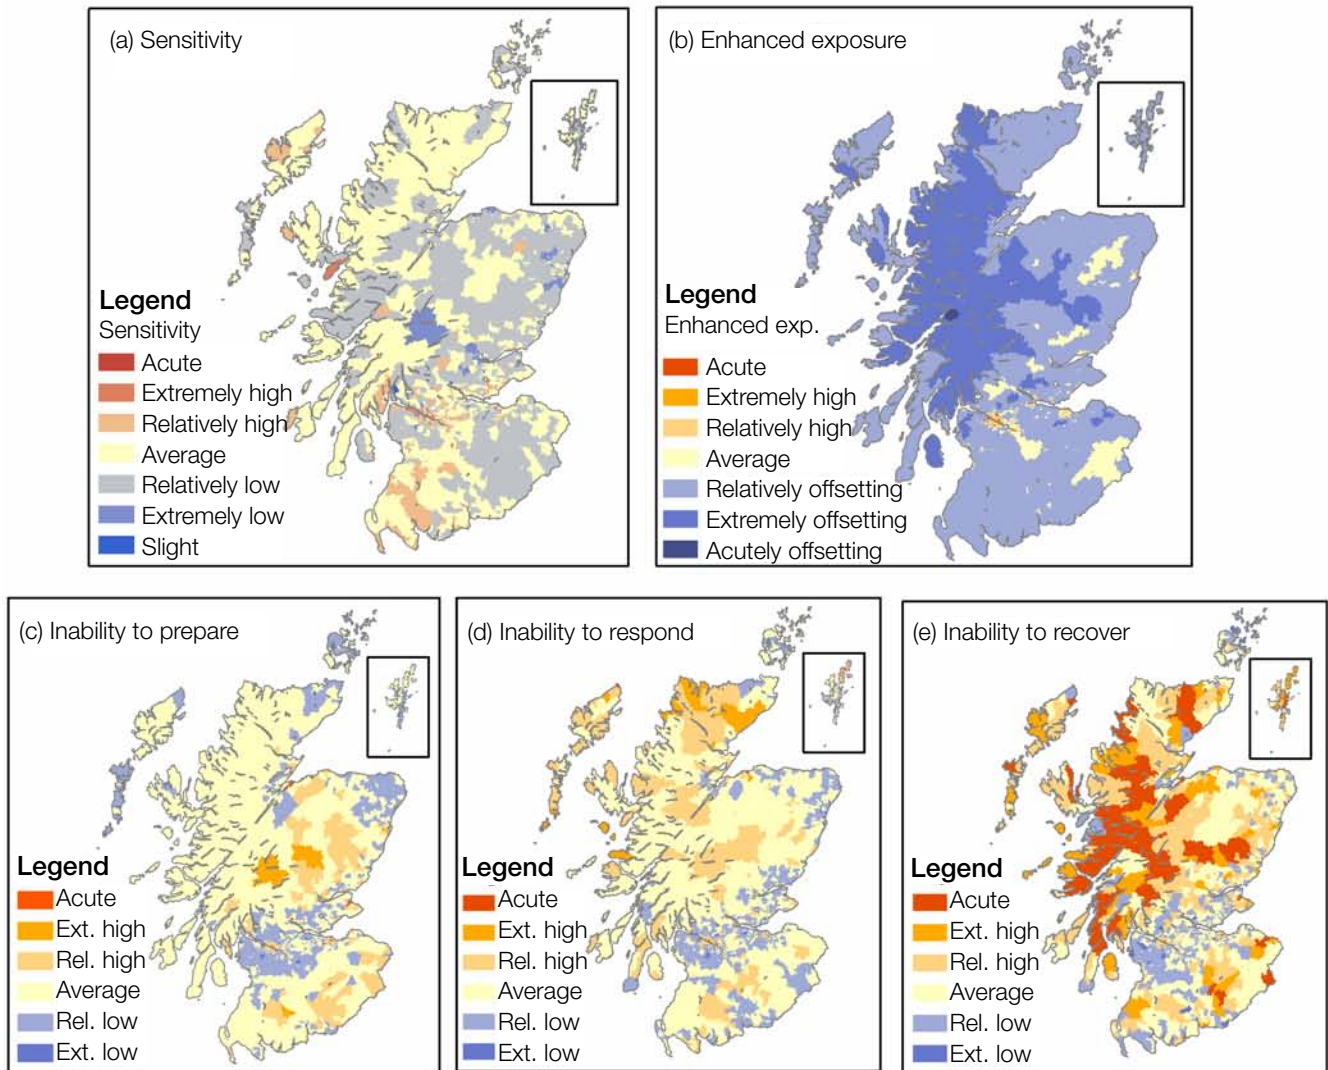 (a) Sensitivity
Legend
Sensitivity
Acute
Extremely high
Relatively high
Average
Relatively low
Extremely low
Slight
(b) Enhanced exposure
Legend
Enhanced exp.
Acute
Extremely high
Relatively high
Average
Relatively offsetting
Extremely offsetting
Acutely offsetting
(c) Inability to prepare
Legend
Acute
Ext. high
Rel. high
Average
Rel. low
Ext. low
(d) Inability to respond
Legend
Acute
Ext. high
Rel. high
Average
Rel. low
Ext. low
(e) Inability to recover
Legend
Acute
Ext. high
Rel. high
Average
Rel. low
Ext. low